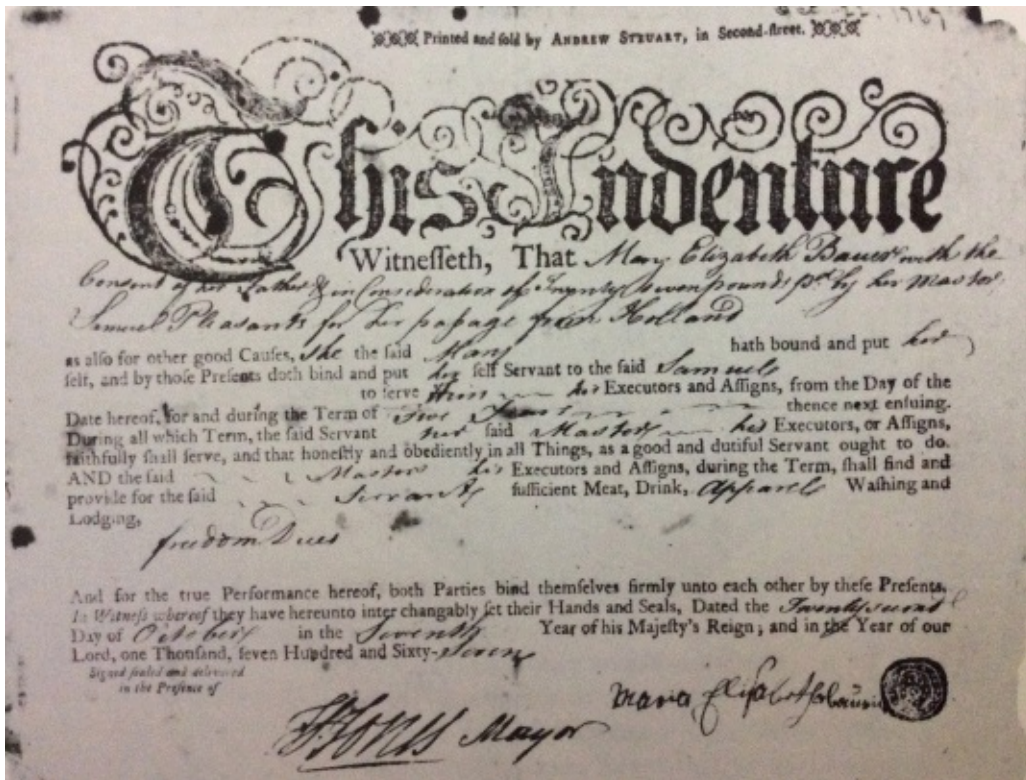 Oct. 22. 1767
Printed and sold by ANDREW STEUART, in Second-street.
This Indenture
Witnesseth, That Mary Elizabeth Bauer with the
Consent of her Father & in Consideration of Twenty seven pounds pd. by her Master
Samuel Pleasants for her passage from Holland
as also for other good Causes, she the said Mary hath bound and put her
self, and by those Presents doth bind and put her self Servant to the said Samuel
to serve him his Executors and Assigns, from the Day of the
Date hereof, for and during the Term of Five Years thence next ensuing.
During all which Term, the said Servant her said Master his Executors, or Assigns,
faithfully shall serve, and that honestly and obediently in all Things, as a good and dutiful Servant ought to do.
AND the said Master his Executors and Assigns, during the Term, shall find and
provide for the said Servant sufficient Meat, Drink, Apparel Washing and
Lodging,
freedom Dues
And for the true Performance hereof, both Parties bind themselves firmly unto each other by these Presents.
In Witness whereof they have hereunto inter changably set their Hands and Seals, Dated the Twenty second
Day of October in the Seventh Year of his Majesty's Reign; and in the Year of our
Lord, one Thousand, seven Hundred and Sixty-Seven
Signed sealed and delivered
in the Presence of
Maria Elisabet
Mayor